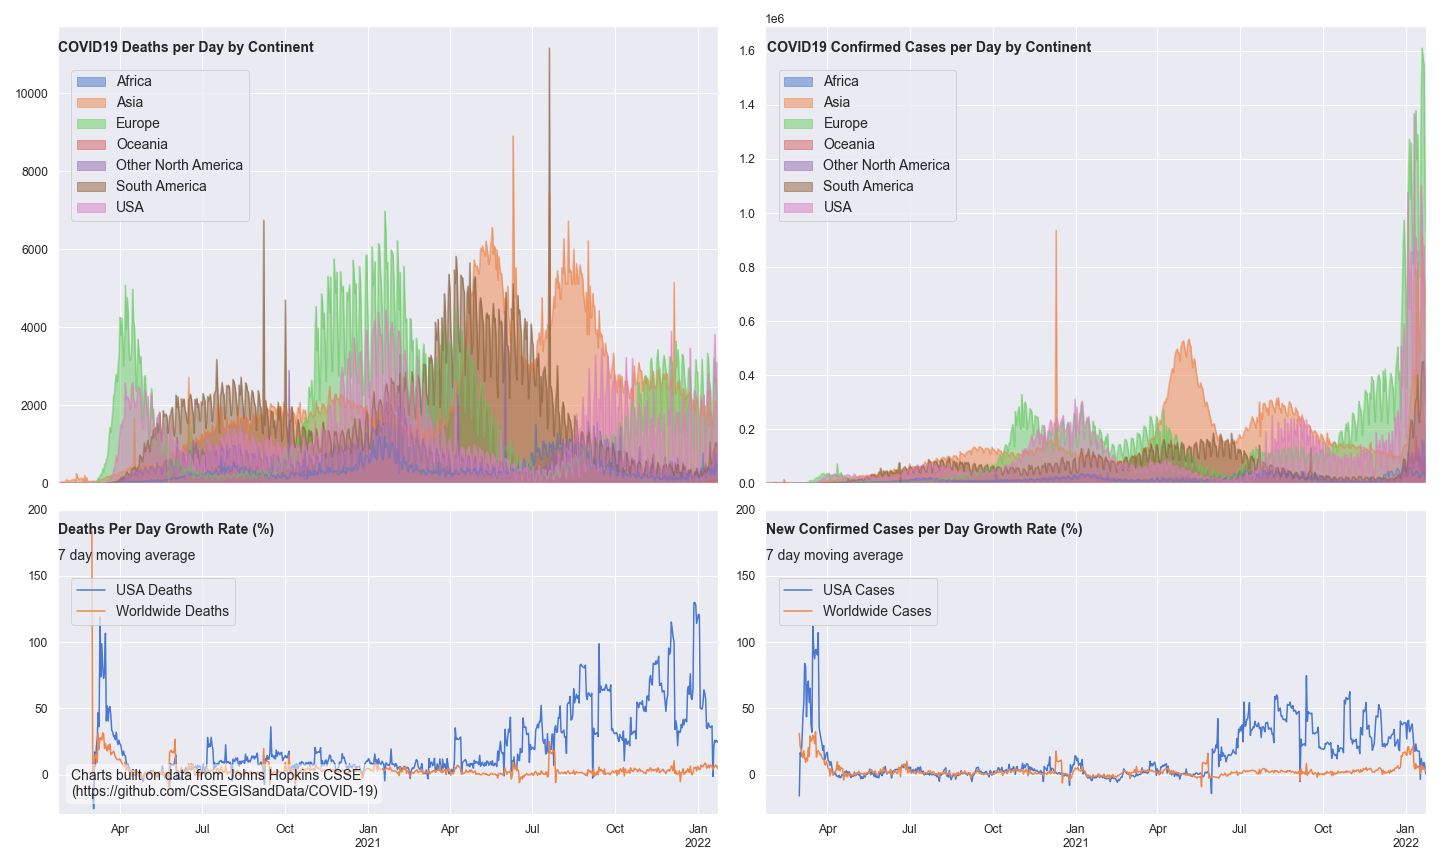 COVID19 Deaths per Day by Continent
Africa
Asia
Europe
Oceania
Other North America
South America
USA
10000
8000
6000
4000
2000
0
1e6
COVID19 Confirmed Cases per Day by Continent
Africa
Asia
Europe
Oceania
Other North America
South America
USA
1.6
1.4
1.2
1.0
0.8
0.6
0.4
0.2
0.0
Deaths Per Day Growth Rate (%)
7 day moving average
USA Deaths
Worldwide Deaths
200
150
100
50
0
Charts built on data from Johns Hopkins CSSE
(https://github.com/CSSEGISandData/COVID-19)
Apr Jul Oct Jan Apr Jul Oct Jan
2021 2022
New Confirmed Cases per Day Growth Rate (%)
7 day moving average
USA Cases
Worldwide Cases
200
150
100
50
0
Apr Jul Oct Jan Apr Jul Oct Jan
2021 2022